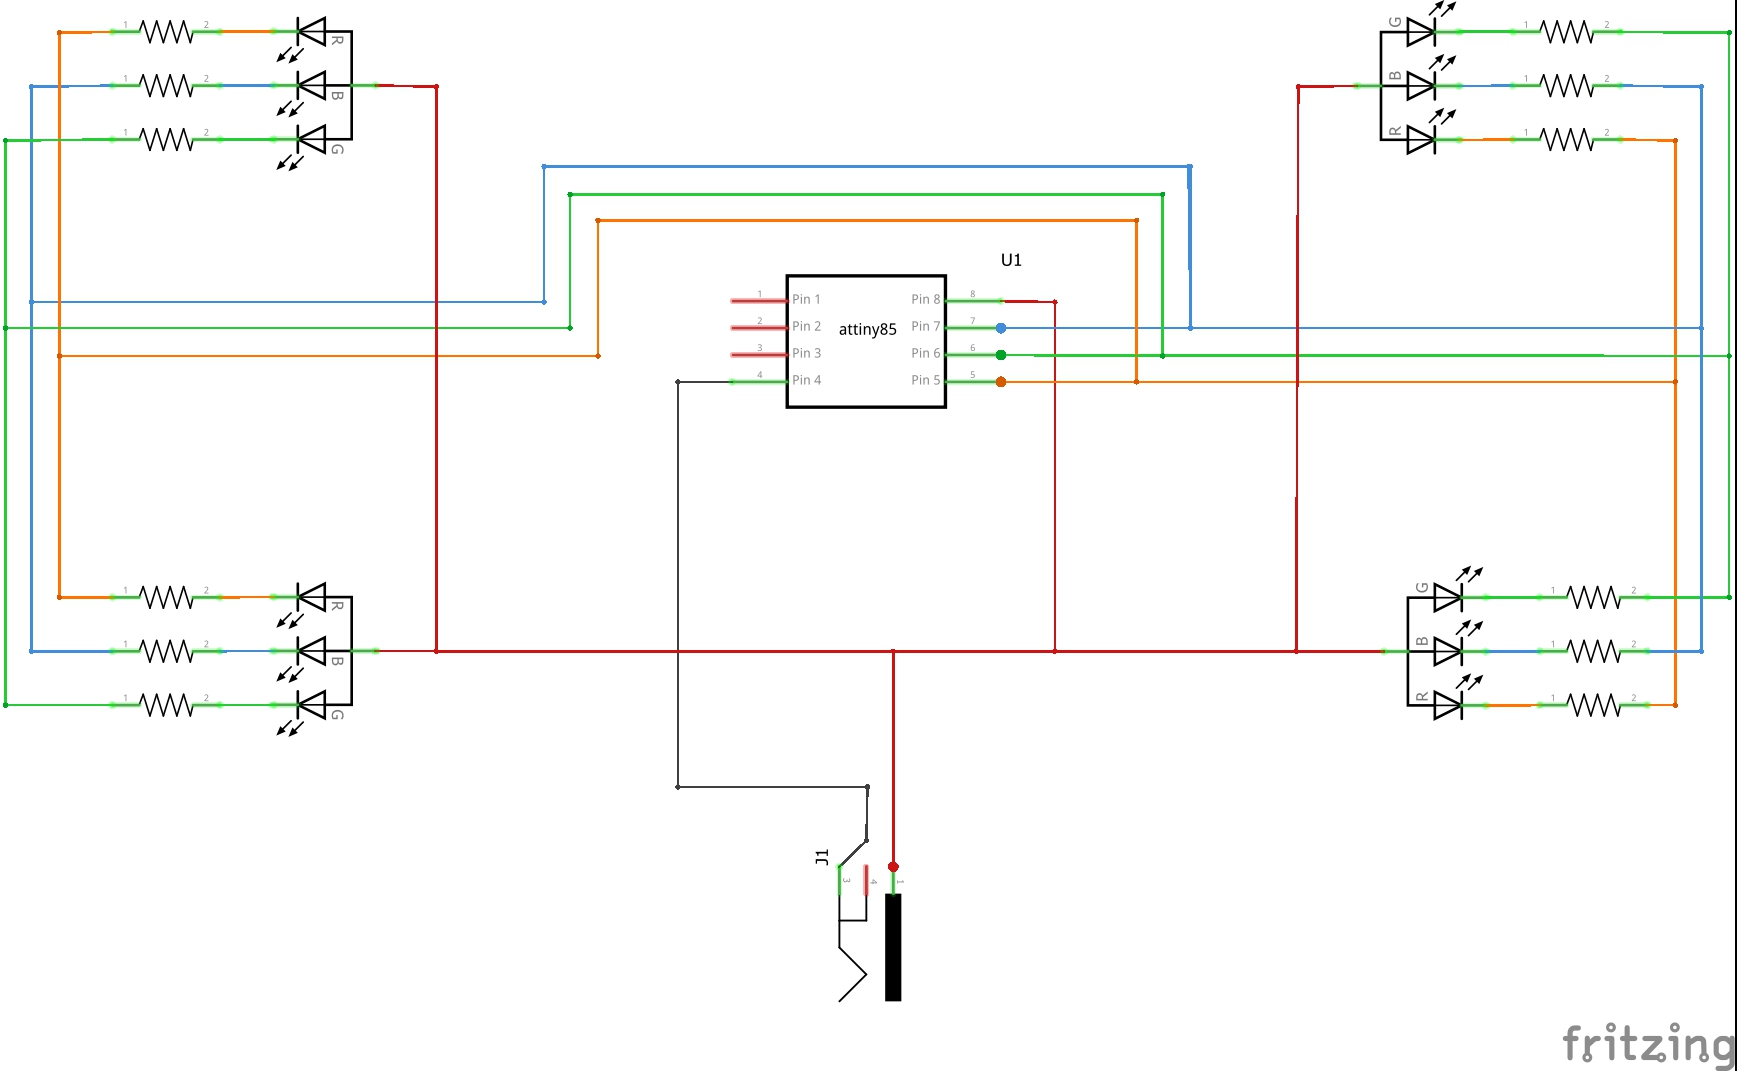 1 2 R
1 2 B
1 2 G
G 1 2
B 1 2
R 1 2
U1
attiny85
1 Pin 1
2 Pin 2
3 Pin 3
4 Pin 4
Pin 8 8
Pin 7 7
Pin 6 6
Pin 5 5
1 2 R
1 2 B
1 2 G
G 1 2
B 1 2
R 1 2
J1
3 4 1
fritzing